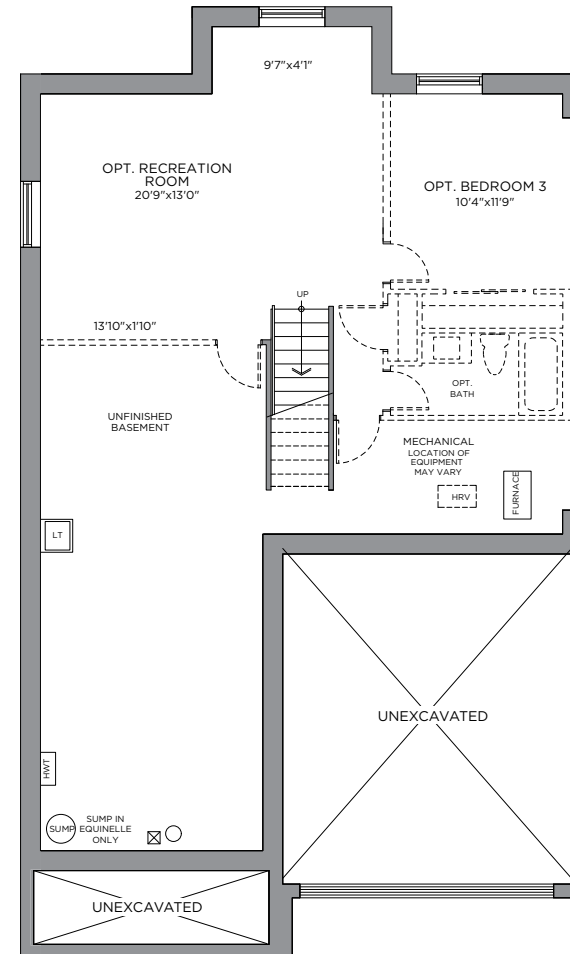 9'7"x4'1"
OPT. RECREATION
ROOM
20'9"x13'0"
OPT. BEDROOM 3
10'4"x11'9"
UP
13'10"x1'10"
OPT.
BATH
UNFINISHED
BASEMENT
MECHANICAL
LOCATION OF
EQUIPMENT
MAY VARY
HRV
FURNACE
LT
UNEXCAVATED
HWT
SUMP
SUMP IN
EQUINELLE
ONLY
UNEXCAVATED